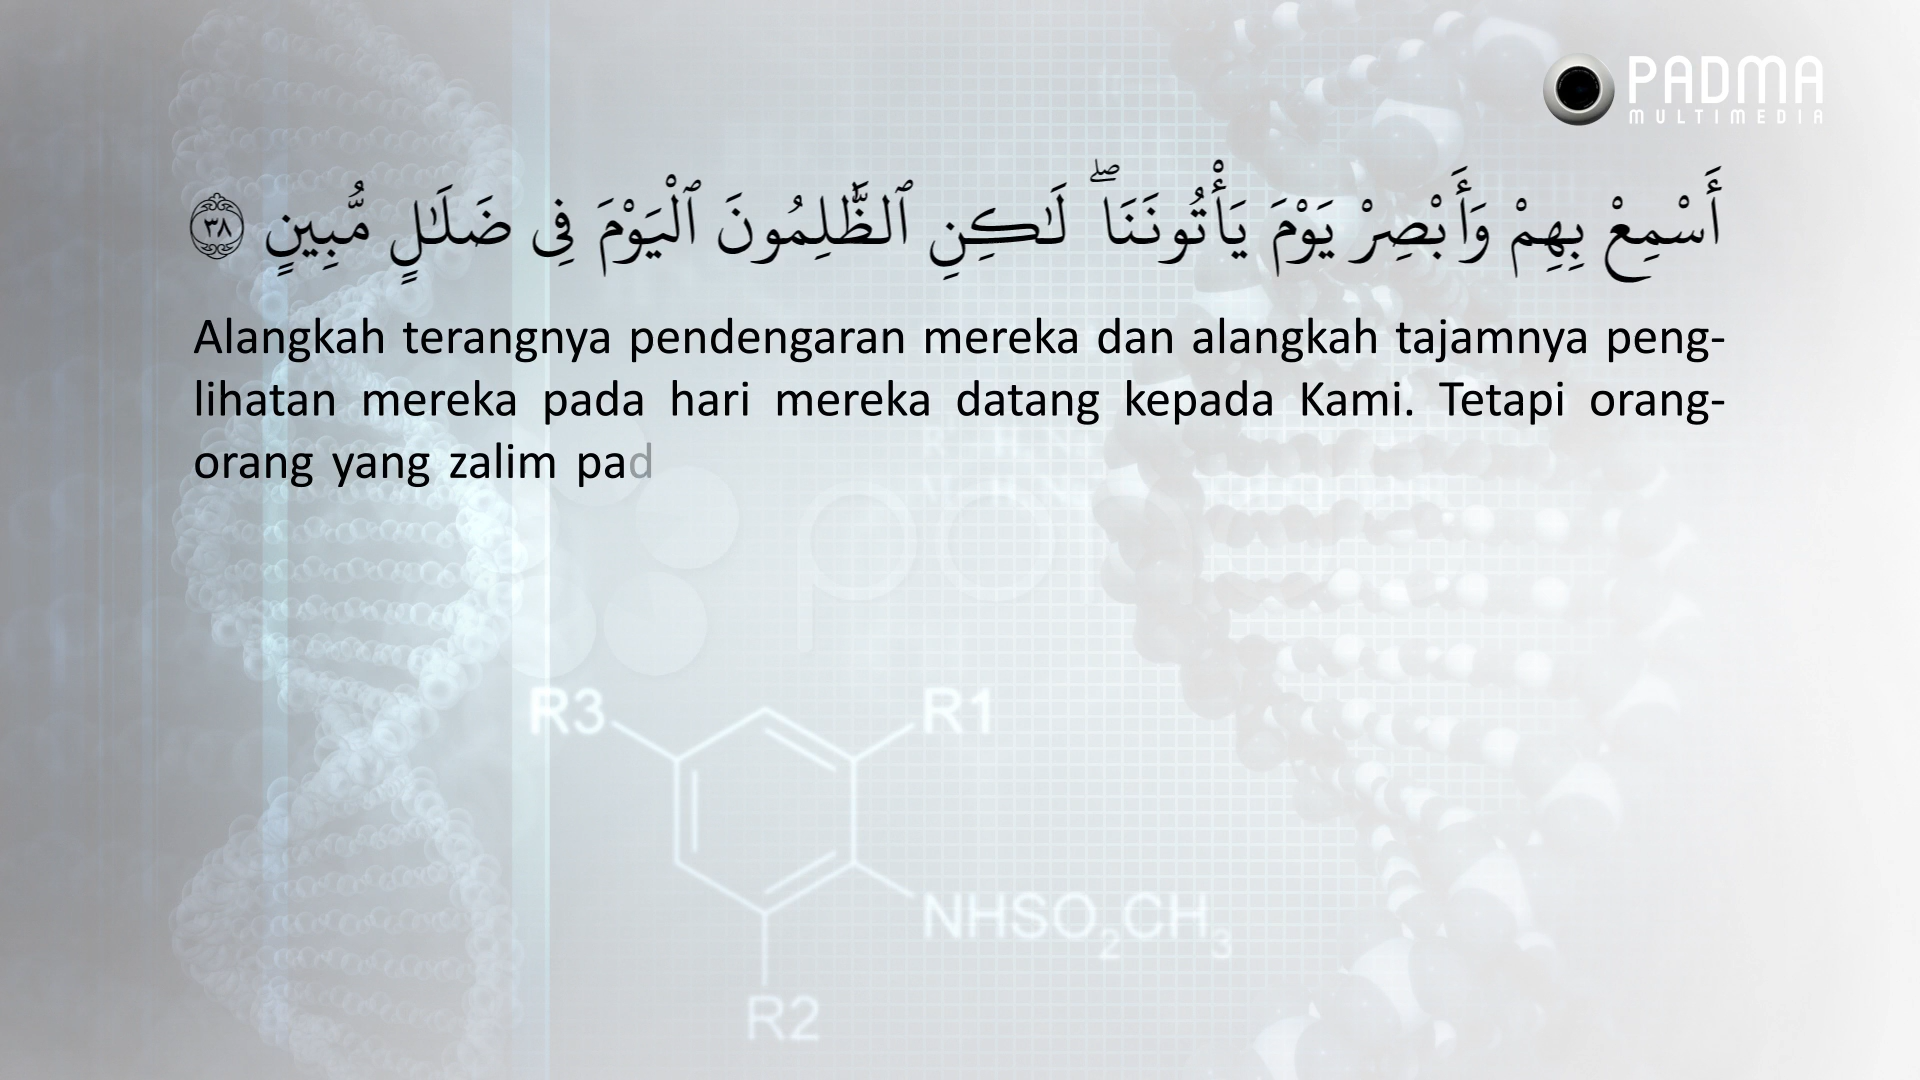 PADMA
MULTIMEDIA
أَسْمِعْ بِهِمْ وَأَبْصِرْ يَوْمَ يَأْتُونَنَا ۖ لَـٰكِنِ ٱلظَّـٰلِمُونَ ٱلْيَوْمَ فِى ضَلَـٰلٍ مُّبِينٍ ٣٨
Alangkah terangnya pendengaran mereka dan alangkah tajamnya peng-
lihatan mereka pada hari mereka datang kepada Kami. Tetapi orang-
orang yang zalim pad
R3
R1
NHSO2CH3
R2